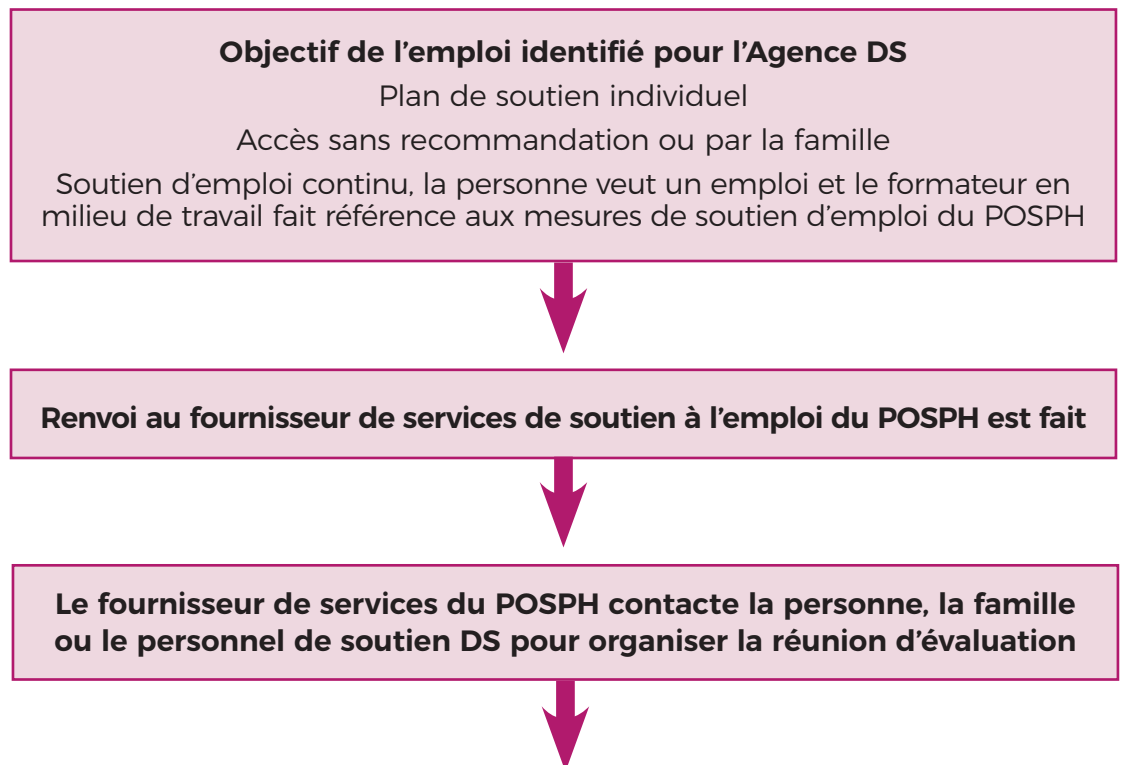 Objectif de l’emploi identifié pour l’Agence DS
Plan de soutien individuel
Accès sans recommandation ou par la famille
Soutien d’emploi continu, la personne veut un emploi et le formateur en
milieu de travail fait référence aux mesures de soutien d’emploi du POSPH
Renvoi au fournisseur de services de soutien à l’emploi du POSPH est fait
Le fournisseur de services du POSPH contacte la personne, la famille
ou le personnel de soutien DS pour organiser la réunion d’évaluation